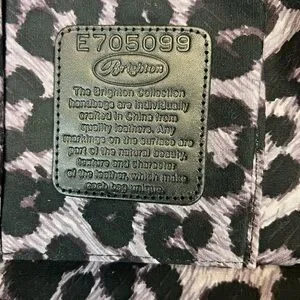 E705099
Brighton
The Brighton Collection
handbags are individually
crafted in China from
quality leathers. Any
markings on the surface are
part of the natural beauty,
texture and character
of the leather, which make
each bag unique.